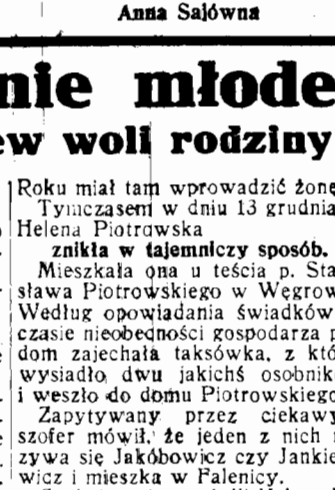 Anna Salówna
nie młode
ew woli rodziny
Roku miał tam wprowadzić żonę
Tymczasem w dniu 13 grudnia
Helena Piotrowska
znikła w tajemniczy sposób.
Mieszkała ona u teścia p. Sta
sława Piotrowskiego w Węgrow
Według opowiadania świadków
czasie nieobecności gospodarza p
dom zajechała taksówka, z któ
wysiadło dwu jakichś osobnik
i weszło do domu Piotrowskiego
Zapytywany przez ciekawy
szofer mówił, że jeden z nich n
zywa się Jakóbowicz czy Jankie
wicz i mieszka w Falenicy.